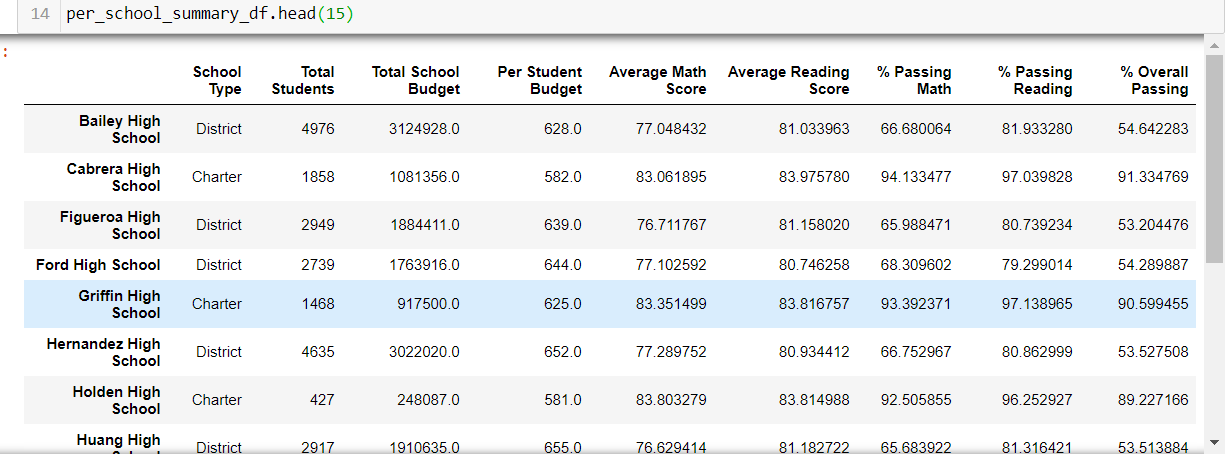 14 per_school_summary_df.head(15)
:
School Type Total Students Total School Budget Per Student Budget Average Math Score Average Reading Score % Passing Math % Passing Reading % Overall Passing
Bailey High School District 4976 3124928.0 628.0 77.048432 81.033963 66.680064 81.933280 54.642283
Cabrera High School Charter 1858 1081356.0 582.0 83.061895 83.975780 94.133477 97.039828 91.334769
Figueroa High School District 2949 1884411.0 639.0 76.711767 81.158020 65.988471 80.739234 53.204476
Ford High School District 2739 1763916.0 644.0 77.102592 80.746258 68.309602 79.299014 54.289887
Griffin High School Charter 1468 917500.0 625.0 83.351499 83.816757 93.392371 97.138965 90.599455
Hernandez High School District 4635 3022020.0 652.0 77.289752 80.934412 66.752967 80.862999 53.527508
Holden High School Charter 427 248087.0 581.0 83.803279 83.814988 92.505855 96.252927 89.227166
Huang High District 2917 1910635.0 655.0 76.629414 81.182722 65.683922 81.316421 53.513884